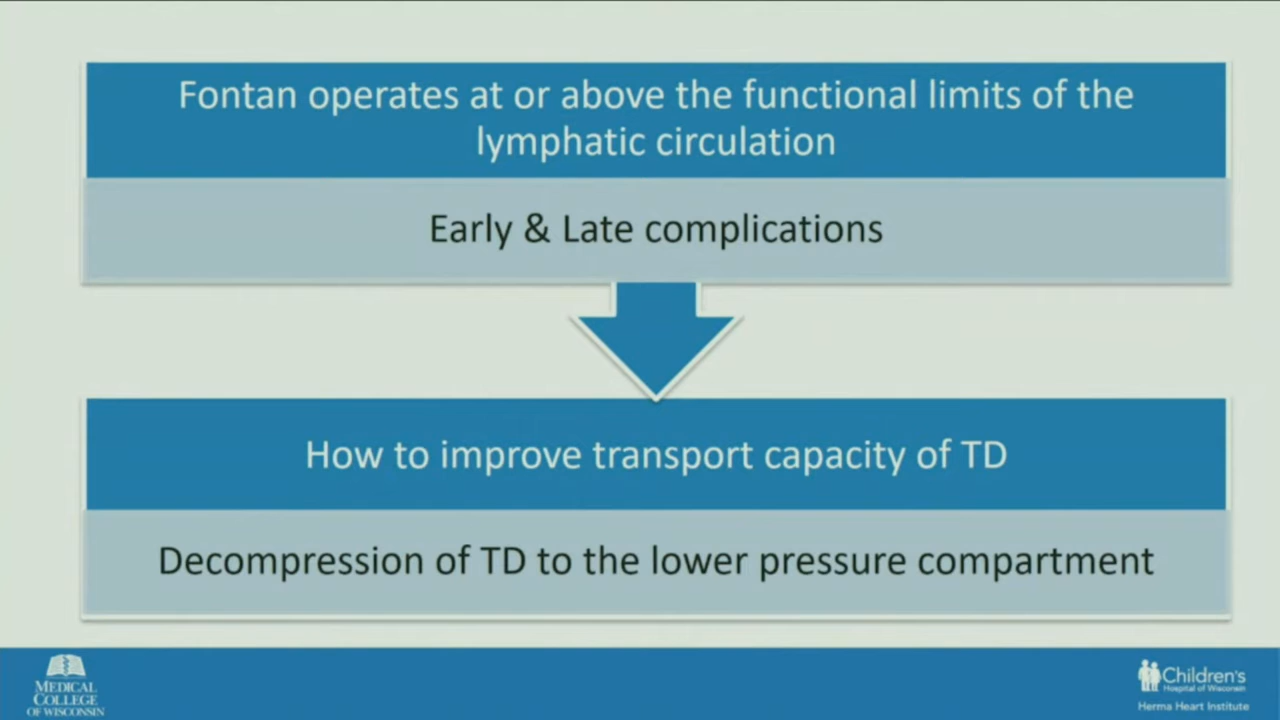 Fontan operates at or above the functional limits of the
lymphatic circulation
Early & Late complications
How to improve transport capacity of TD
Decompression of TD to the lower pressure compartment
MEDICAL
COLLEGE
OF WISCONSIN
Children's
Hospital of Wisconsin
Herma Heart Institute